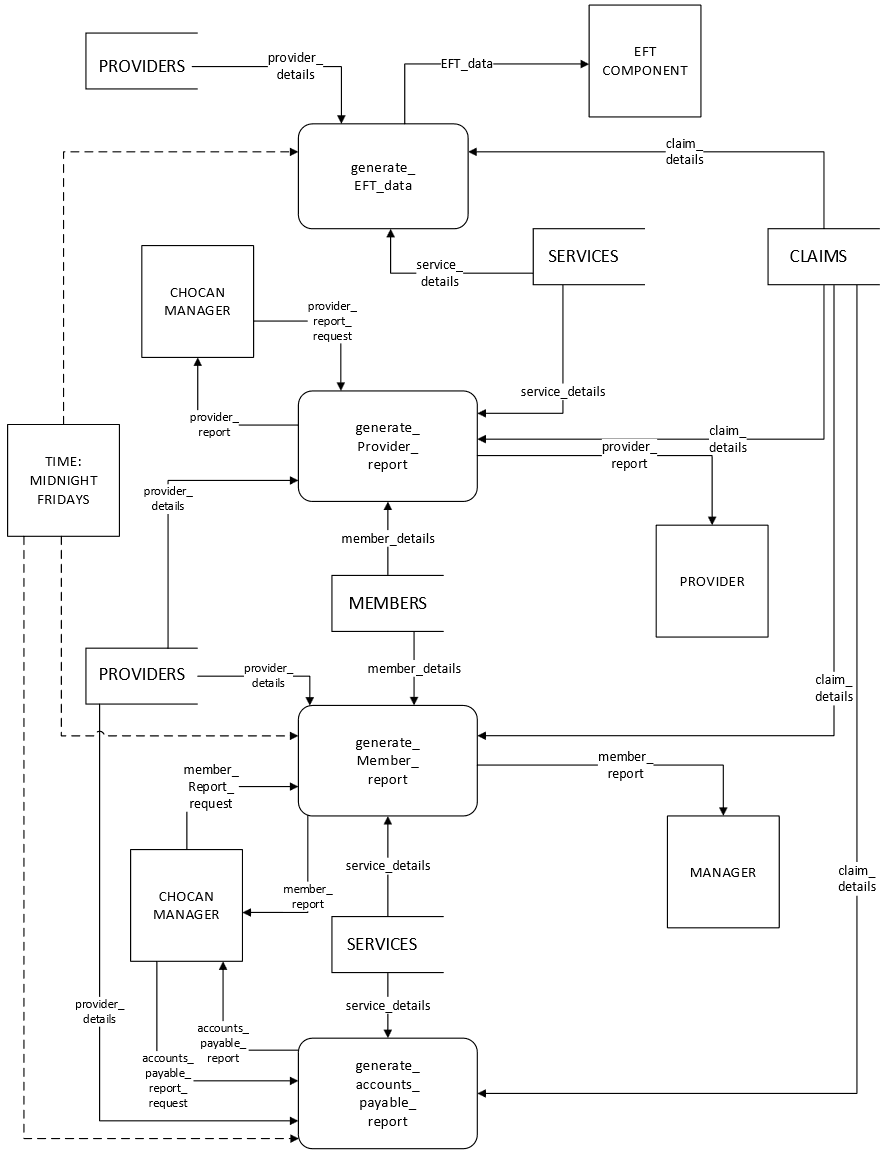 PROVIDERS
provider_
details
EFT_data
EFT
COMPONENT
generate_
EFT_data
claim_
details
service_
details
SERVICES
CLAIMS
CHOCAN
MANAGER
provider_
report_
request
provider_
report
service_details
generate_
Provider_
report
claim_
details
provider_
report
TIME:
MIDNIGHT
FRIDAYS
provider_
details
member_details
PROVIDER
MEMBERS
PROVIDERS
provider_
details
member_details
claim_
details
generate_
Member_
report
member_
report
member_
Report_
request
MANAGER
service_details
claim_
details
CHOCAN
MANAGER
member_
report
SERVICES
provider_
details
service_details
accounts_
payable_
report
accounts_
payable_
report_
request
generate_
accounts_
payable_
report